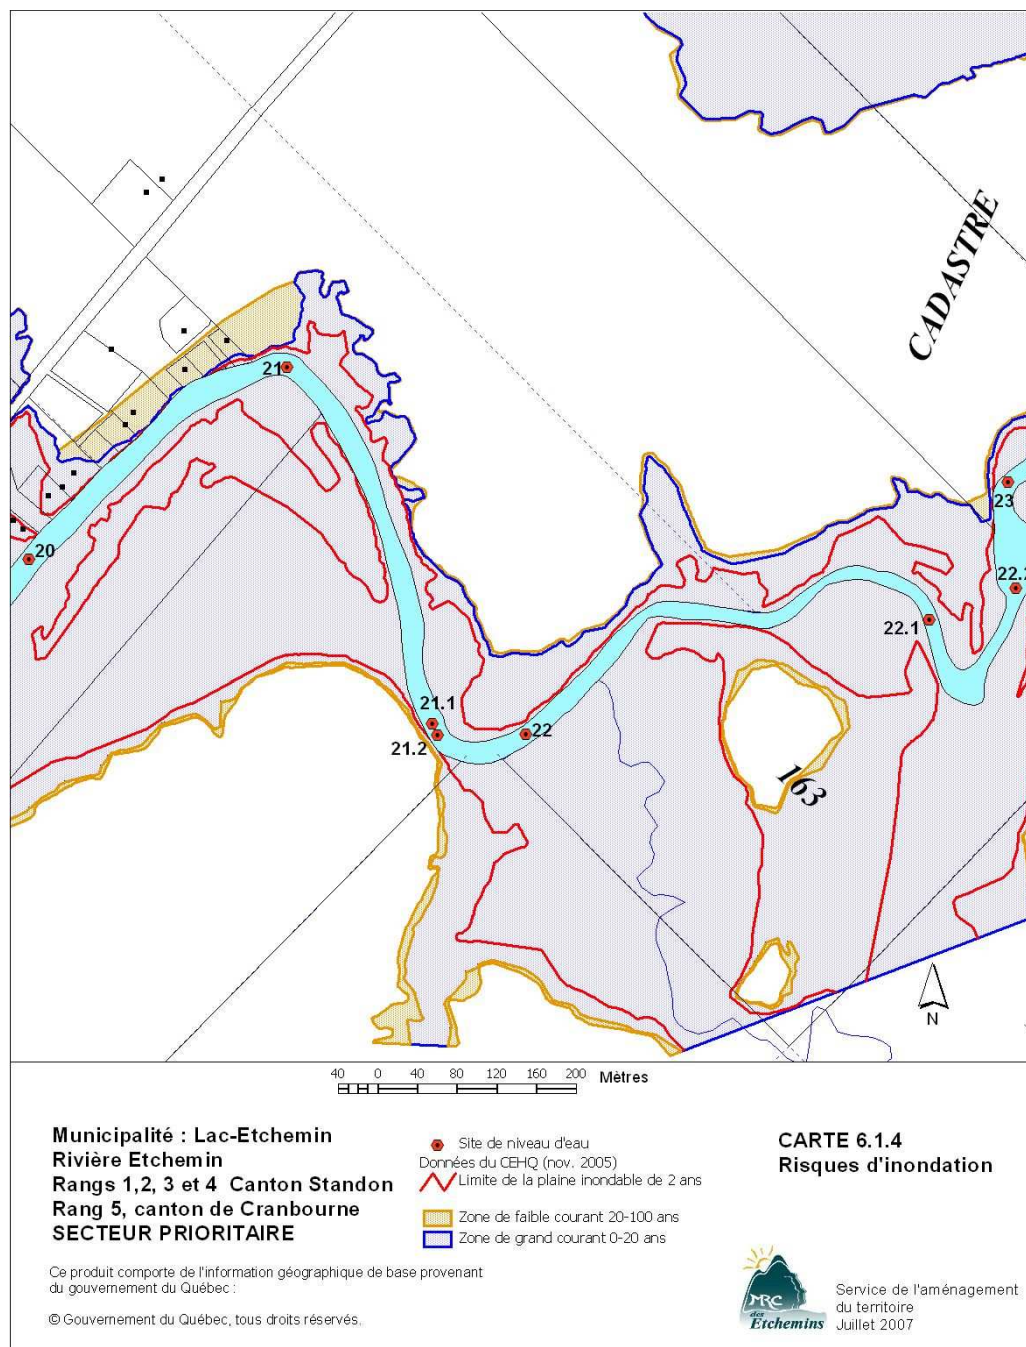 CADASTRE
21
20
23
22.2
22.1
21.1
21.2
22
163
N
40 0 40 80 120 160 200 Mètres
Municipalité : Lac-Etchemin
Rivière Etchemin
Rangs 1,2, 3 et 4 Canton Standon
Rang 5, canton de Cranbourne
SECTEUR PRIORITAIRE
Site de niveau d'eau
Données du CEHQ (nov. 2005)
Limite de la plaine inondable de 2 ans
Zone de faible courant 20-100 ans
Zone de grand courant 0-20 ans
CARTE 6.1.4
Risques d'inondation
Ce produit comporte de l'information géographique de base provenant
du gouvernement du Québec :
© Gouvernement du Québec, tous droits réservés.
MRC
des
Etchemins
Service de l'aménagement
du territoire
Juillet 2007